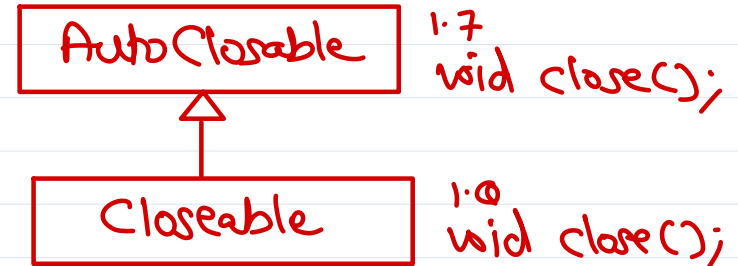 AutoClosable
1.7
void close();
Closeable
1.0
void close();